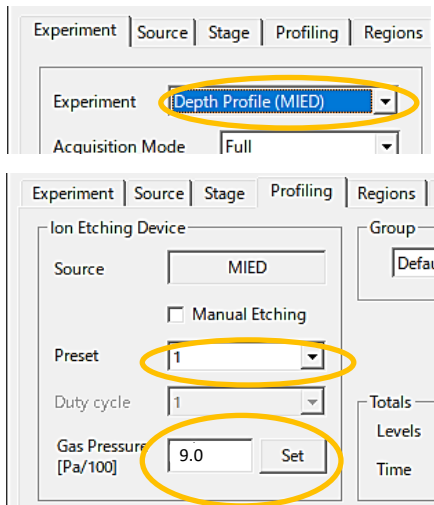 Experiment Source Stage Profiling Regions
Experiment Depth Profile (MIED)
Acquisition Mode Full
Experiment Source Stage Profiling Regions
Ion Etching Device Group
Source MIED Defau
Manual Etching
Preset 1
Duty cycle 1
Totals
Levels
Gas Pressure
[Pa/100] 9.0 Set
Time